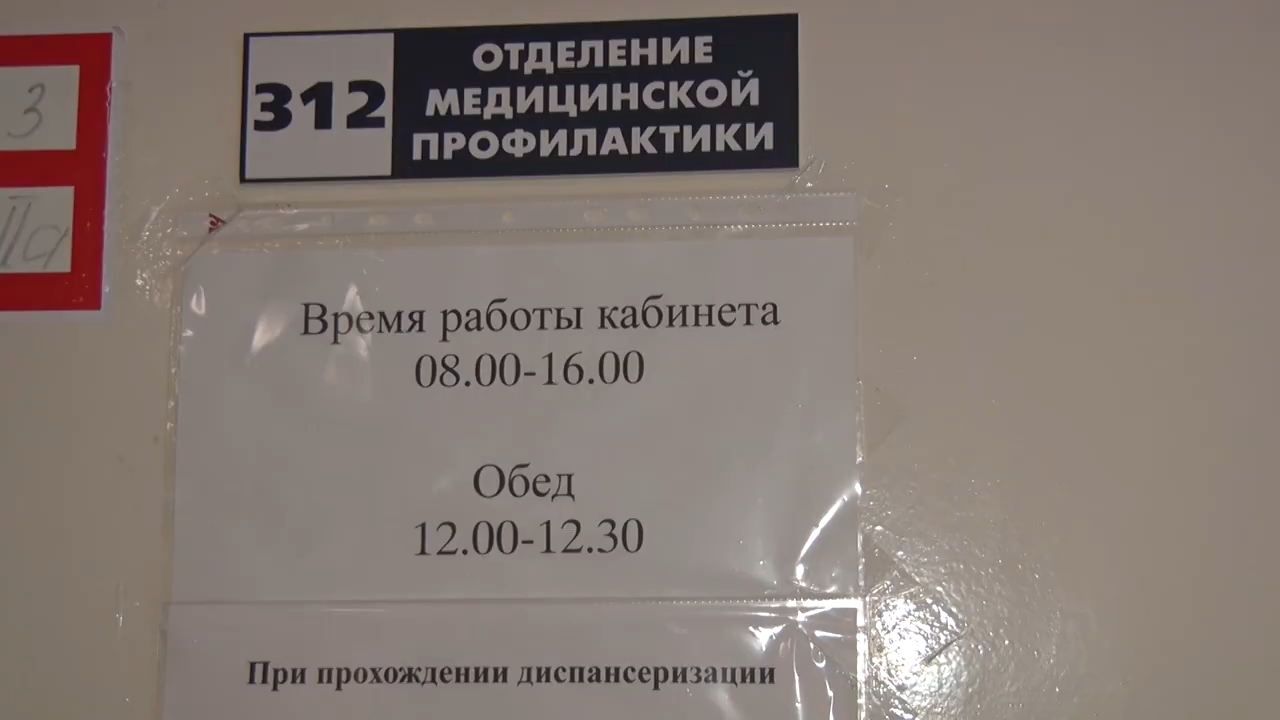 3
IIa
312
ОТДЕЛЕНИЕ
МЕДИЦИНСКОЙ
ПРОФИЛАКТИКИ
Время работы кабинета
08.00-16.00
Обед
12.00-12.30
При прохождении диспансеризации